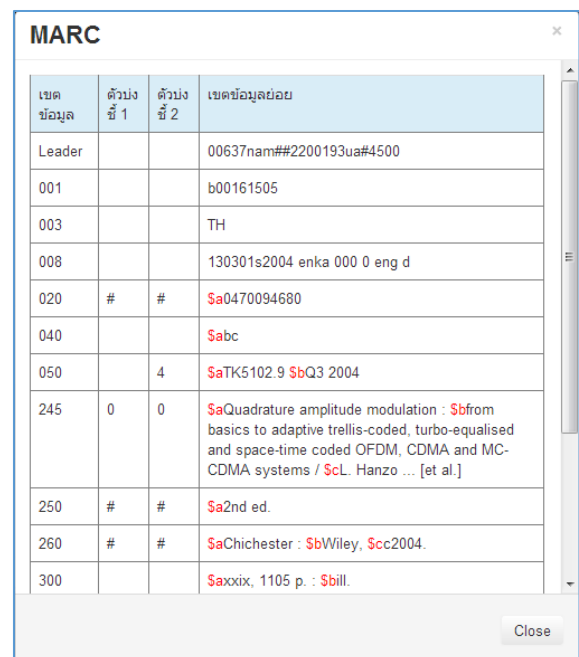 MARC
×
เขตข้อมูล ตัวบ่งชี้ 1 ตัวบ่งชี้ 2 เขตข้อมูลย่อย
Leader 00637nam##2200193ua#4500
001 b00161505
003 TH
008 130301s2004 enka 000 0 eng d
020 # # $a0470094680
040 $abc
050 4 $aTK5102.9 $bQ3 2004
245 0 0 $aQuadrature amplitude modulation : $bfrom
basics to adaptive trellis-coded, turbo-equalised
and space-time coded OFDM, CDMA and MC-
CDMA systems / $cL. Hanzo ... [et al.]
250 # # $a2nd ed.
260 # # $aChichester : $bWiley, $cc2004.
300 $axxix, 1105 p. : $bill.
Close